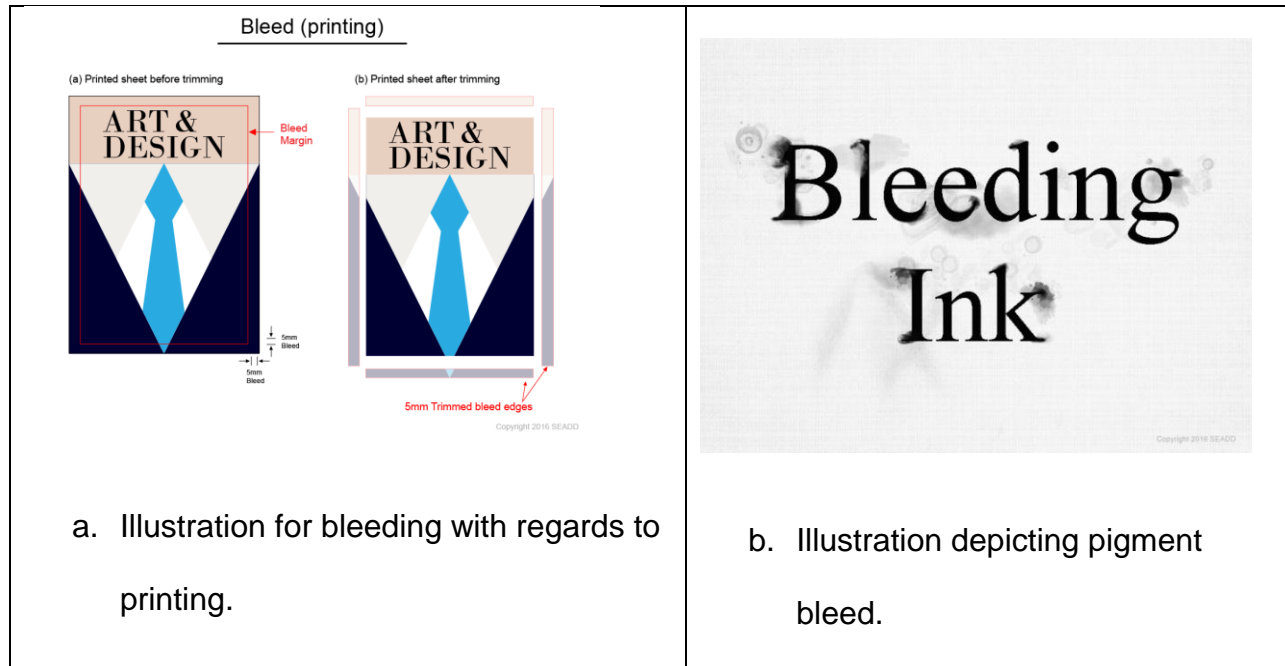 Bleed (printing)
(a) Printed sheet before trimming
(b) Printed sheet after trimming
ART &
DESIGN
Bleed
Margin
5mm
Bleed
5mm
Bleed
ART &
DESIGN
5mm Trimmed bleed edges
Copyright 2016 SEADD
a. Illustration for bleeding with regards to
printing.
Bleeding
Ink
Copyright 2016 SEADD
b. Illustration depicting pigment
bleed.